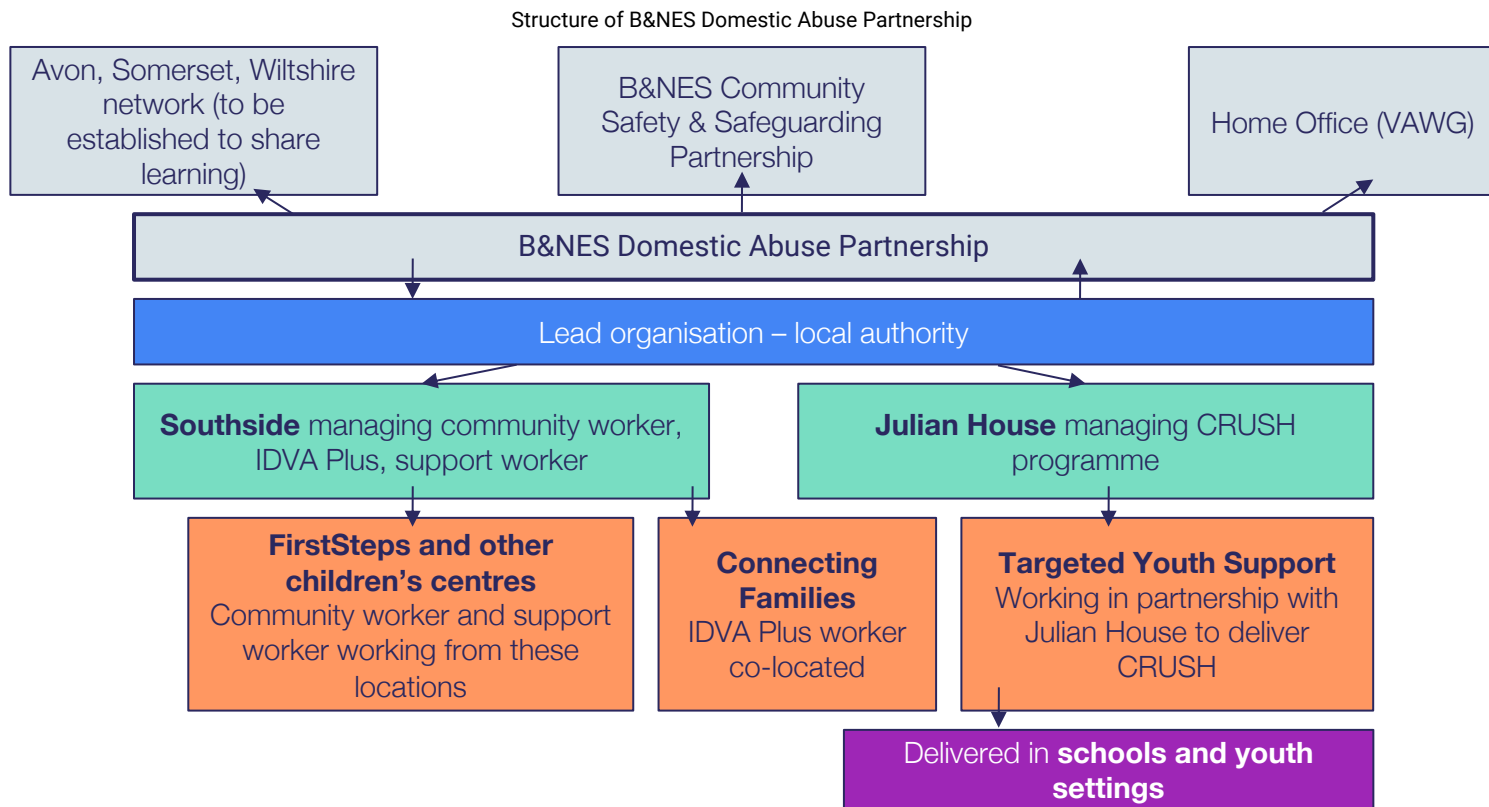 Structure of B&NES Domestic Abuse Partnership
Avon, Somerset, Wiltshire
network (to be
established to share
learning)
B&NES Community
Safety & Safeguarding
Partnership
Home Office (VAWG)
B&NES Domestic Abuse Partnership
Lead organisation – local authority
Southside managing community worker,
IDVA Plus, support worker
Julian House managing CRUSH
programme
FirstSteps and other
children’s centres
Community worker and support
worker working from these
locations
Connecting
Families
IDVA Plus worker
co-located
Targeted Youth Support
Working in partnership with
Julian House to deliver
CRUSH
Delivered in schools and youth
settings